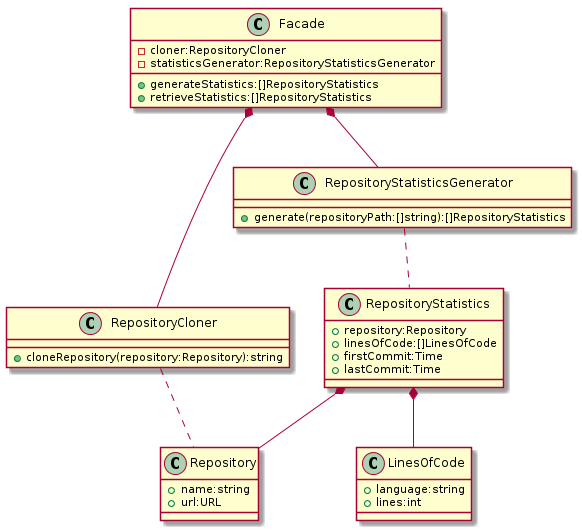 C Facade
cloner:RepositoryCloner
statisticsGenerator:RepositoryStatisticsGenerator
generateStatistics:[]RepositoryStatistics
retrieveStatistics:[]RepositoryStatistics
C RepositoryStatisticsGenerator
generate(repositoryPath:[]string):[]RepositoryStatistics
C RepositoryCloner
cloneRepository(repository:Repository):string
C RepositoryStatistics
repository:Repository
linesOfCode:[]LinesOfCode
firstCommit:Time
lastCommit:Time
C Repository
name:string
url:URL
C LinesOfCode
language:string
lines:int